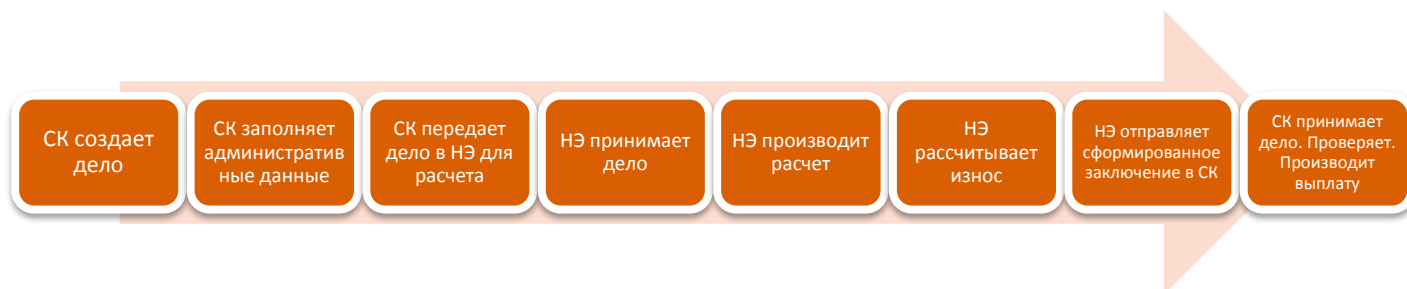 СК создает
дело
СК заполняет
административ
ные данные
СК передает
дело в НЭ для
расчета
НЭ принимает
дело
НЭ производит
расчет
НЭ
рассчитывает
износ
НЭ отправляет
сформированное
заключение в СК
СК принимает
дело. Проверяет.
Производит
выплату